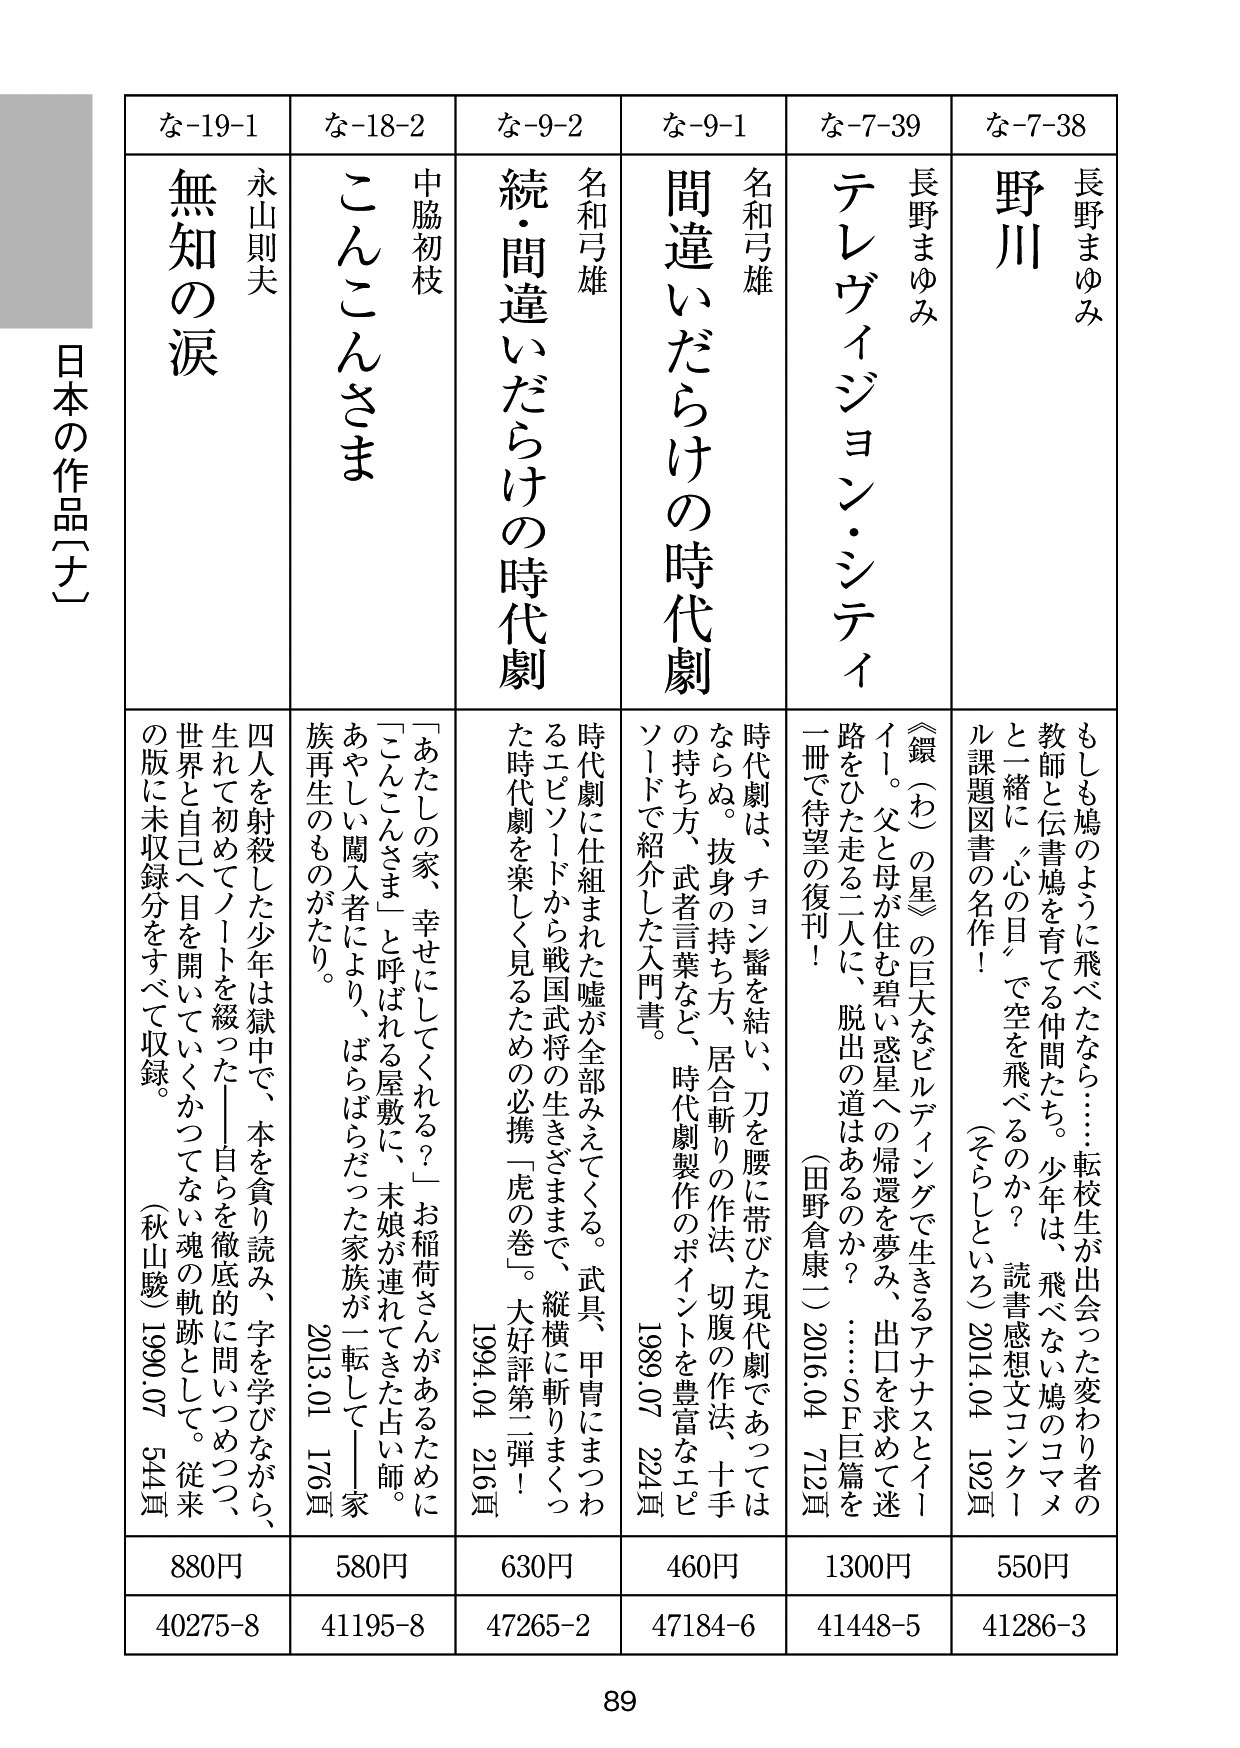 日本の作品〔ナ〕
な-7-38
長野まゆみ
野川
もしも鳩のように飛べたなら……転校生が出会った変わり者の
教師と伝書鳩を育てる仲間たち。少年は、飛べない鳩のコマメ
と一緒に〝心の目〟で空を飛べるのか？　読書感想文コンクー
ル課題図書の名作！　（そらしといろ）2014.04　192頁
550円
41286-3
な-7-39
長野まゆみ
テレヴィジョン・シティ
《鐶（わ）の星》の巨大なビルディングで生きるアナナスとイー
イー。父と母が住む碧い惑星への帰還を夢み、出口を求めて迷
路をひた走る二人に、脱出の道はあるのか？……ＳＦ巨篇を
一冊で待望の復刊！　（田野倉康一）2016.04　712頁
1300円
41448-5
な-9-1
名和弓雄
間違いだらけの時代劇
時代劇は、チョン髷を結い、刀を腰に帯びた現代劇であっては
ならぬ。抜身の持ち方、居合斬りの作法、切腹の作法、十手
の持ち方、武者言葉など、時代劇製作のポイントを豊富なエピ
ソードで紹介した入門書。　1989.07　224頁
460円
47184-6
な-9-2
名和弓雄
続・間違いだらけの時代劇
時代劇に仕組まれた嘘が全部みえてくる。武具、甲冑にまつわ
るエピソードから戦国武将の生きざままで、縦横に斬りまくっ
た時代劇を楽しく見るための必携「虎の巻」。大好評第二弾！
1994.04　216頁
630円
47265-2
な-18-2
中脇初枝
こんこんさま
「あたしの家、幸せにしてくれる？」お稲荷さんがあるために
「こんこんさま」と呼ばれる屋敷に、末娘が連れてきた占い師。
あやしい闖入者により、ばらばらだった家族が一転して――家
族再生のものがたり。　2013.01　176頁
580円
41195-8
な-19-1
永山則夫
無知の涙
四人を射殺した少年は獄中で、本を貪り読み、字を学びながら、
生れて初めてノートを綴った――自らを徹底的に問いつめつつ、
世界と自己へ目を開いていくかつてない魂の軌跡として。従来
の版に未収録分をすべて収録。　（秋山駿）1990.07　544頁
880円
40275-8
89